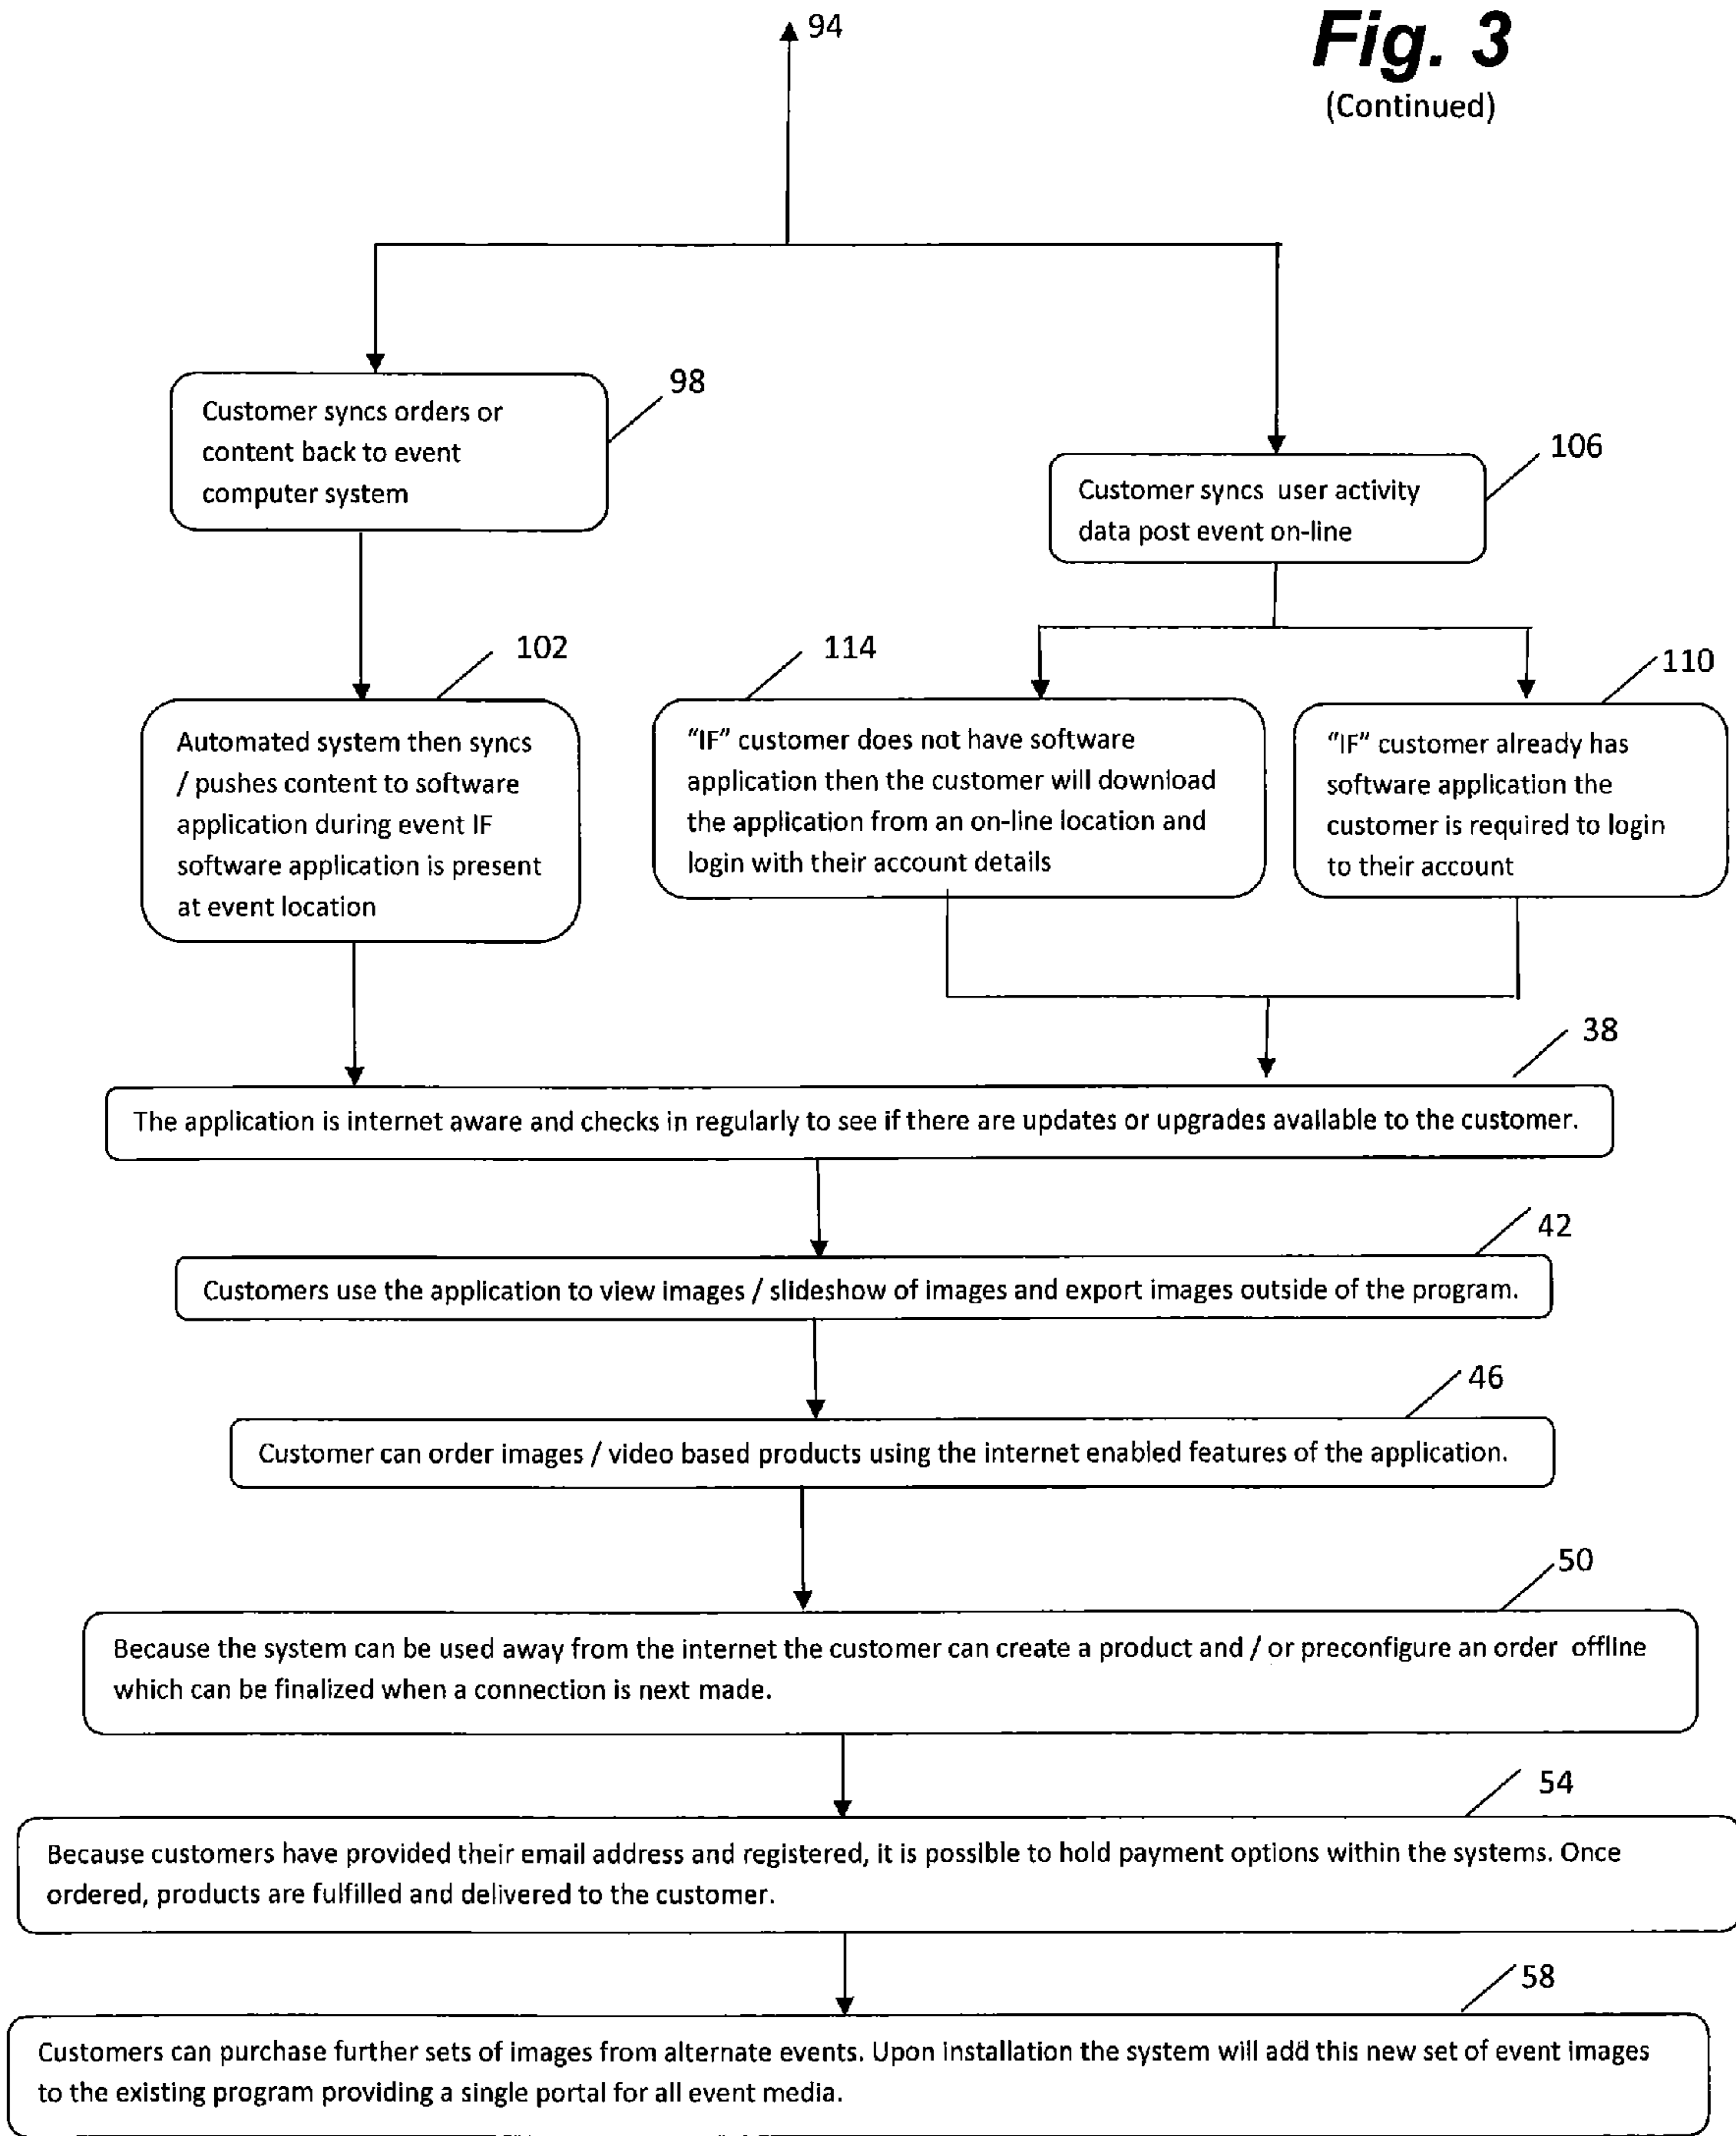 94
Fig. 3
(Continued)
98
Customer syncs orders or
content back to event
computer system
106
Customer syncs user activity
data post event on-line
102
Automated system then syncs
/ pushes content to software
application during event IF
software application is present
at event location
114
“IF” customer does not have software
application then the customer will download
the application from an on-line location and
login with their account details
110
“IF” customer already has
software application the
customer is required to login
to their account
38
The application is internet aware and checks in regularly to see if there are updates or upgrades available to the customer.
42
Customers use the application to view images / slideshow of images and export images outside of the program.
46
Customer can order images / video based products using the internet enabled features of the application.
50
Because the system can be used away from the internet the customer can create a product and / or preconfigure an order offline
which can be finalized when a connection is next made.
54
Because customers have provided their email address and registered, it is possible to hold payment options within the systems. Once
ordered, products are fulfilled and delivered to the customer.
58
Customers can purchase further sets of images from alternate events. Upon installation the system will add this new set of event images
to the existing program providing a single portal for all event media.